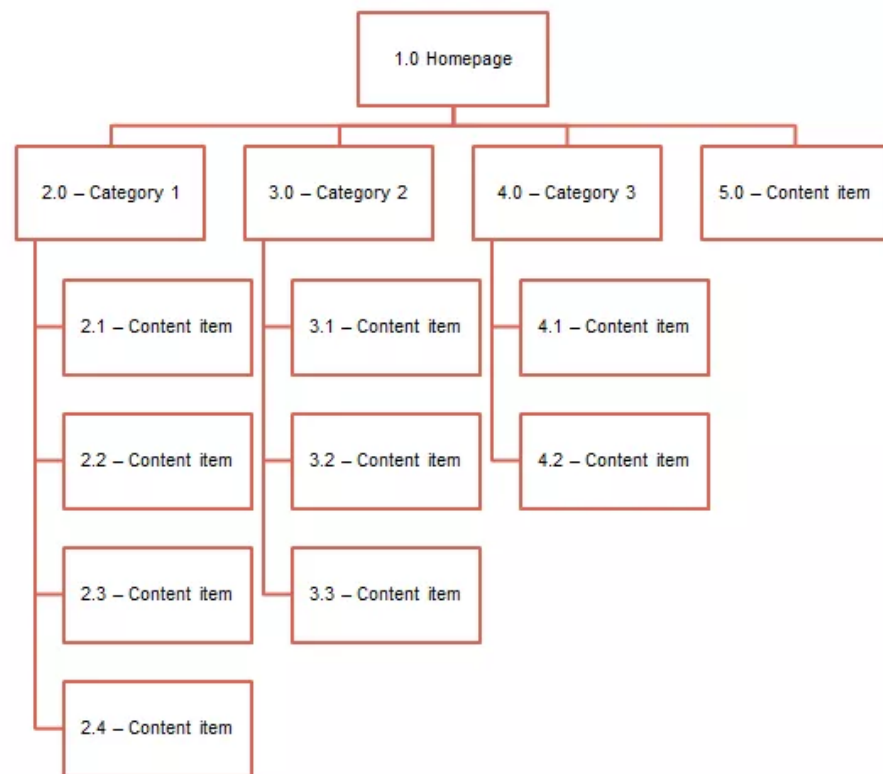 1.0 Homepage
2.0 – Category 1
3.0 – Category 2
4.0 – Category 3
5.0 – Content item
2.1 – Content item
3.1 – Content item
4.1 – Content item
2.2 – Content item
3.2 – Content item
4.2 – Content item
2.3 – Content item
3.3 – Content item
2.4 – Content item